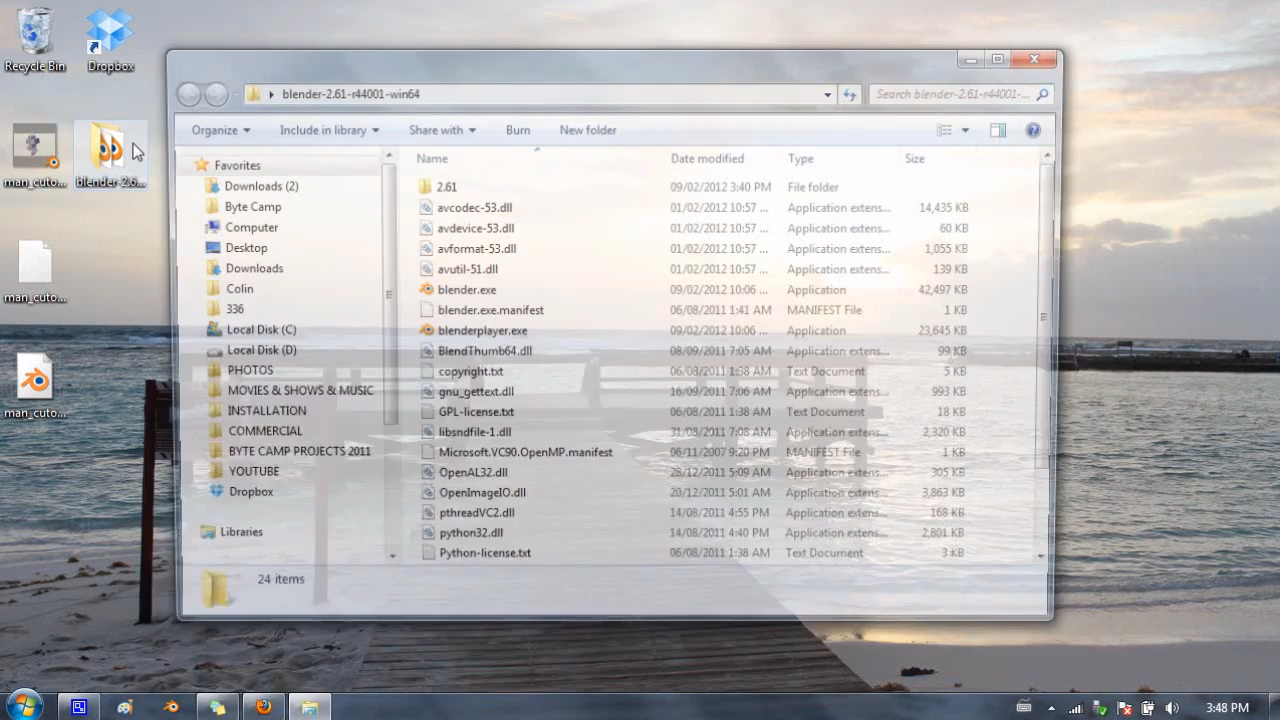 Recycle Bin
Dropbox
man_cuto...
blender-2.6...
man_cuto...
man_cuto...
blender-2.61-r44001-win64
Search blender-2.61-r44001-...
Organize
Include in library
Share with
Burn
New folder
Favorites
Downloads (2)
Byte Camp
Computer
Desktop
Downloads
Colin
336
Local Disk (C)
Local Disk (D)
PHOTOS
MOVIES & SHOWS & MUSIC
INSTALLATION
COMMERCIAL
BYTE CAMP PROJECTS 2011
YOUTUBE
Dropbox
Libraries
Name Date modified Type Size
2.61 09/02/2012 3:40 PM File folder
avcodec-53.dll 01/02/2012 10:57 ... Application extens... 14,435 KB
avdevice-53.dll 01/02/2012 10:57 ... Application extens... 60 KB
avformat-53.dll 01/02/2012 10:57 ... Application extens... 1,055 KB
avutil-51.dll 01/02/2012 10:57 ... Application extens... 139 KB
blender.exe 09/02/2012 10:06 ... Application 42,497 KB
blender.exe.manifest 06/08/2011 1:41 AM MANIFEST File 1 KB
blenderplayer.exe 09/02/2012 10:06 ... Application 23,645 KB
BlendThumb64.dll 08/09/2011 7:05 AM Application extens... 99 KB
copyright.txt 06/08/2011 1:38 AM Text Document 5 KB
gnu_gettext.dll 16/09/2011 7:06 AM Application extens... 993 KB
GPL-license.txt 06/08/2011 1:38 AM Text Document 18 KB
libsndfile-1.dll 31/08/2011 7:08 AM Application extens... 2,320 KB
Microsoft.VC90.OpenMP.manifest 06/11/2007 9:20 PM MANIFEST File 1 KB
OpenAL32.dll 28/12/2011 5:09 AM Application extens... 305 KB
OpenImageIO.dll 20/12/2011 5:01 AM Application extens... 3,863 KB
pthreadVC2.dll 14/08/2011 4:55 PM Application extens... 168 KB
python32.dll 14/08/2011 4:40 PM Application extens... 2,801 KB
Python-license.txt 06/08/2011 1:38 AM Text Document 3 KB
24 items
3:48 PM